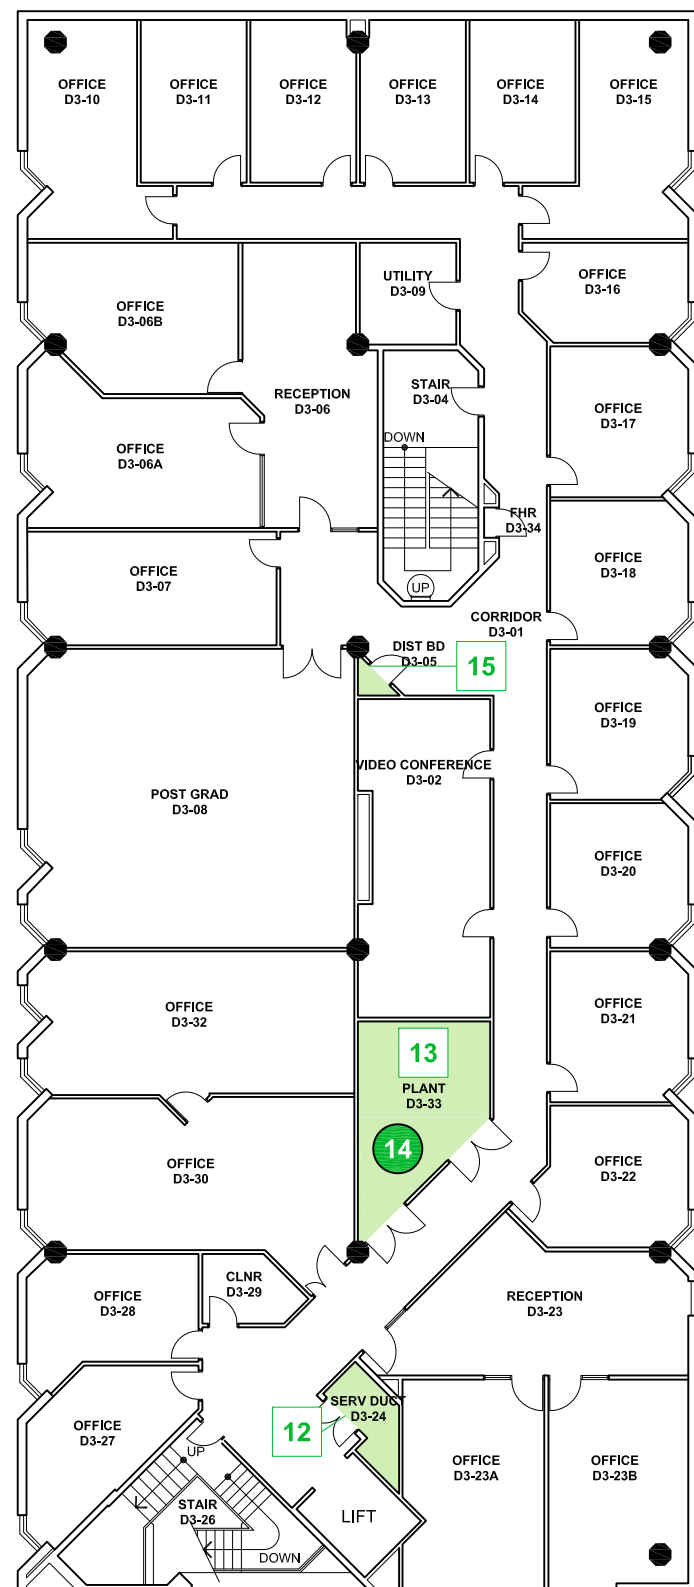 OFFICE
D3-10
OFFICE
D3-11
OFFICE
D3-12
OFFICE
D3-13
OFFICE
D3-14
OFFICE
D3-15
OFFICE
D3-06B
UTILITY
D3-09
OFFICE
D3-16
RECEPTION
D3-06
STAIR
D3-04
OFFICE
D3-17
OFFICE
D3-06A
DOWN
FHR
D3-34
OFFICE
D3-07
UP
OFFICE
D3-18
CORRIDOR
D3-01
DIST BD
D3-05
15
OFFICE
D3-19
POST GRAD
D3-08
VIDEO CONFERENCE
D3-02
OFFICE
D3-20
OFFICE
D3-32
OFFICE
D3-21
13
PLANT
D3-33
14
OFFICE
D3-30
OFFICE
D3-22
CLNR
D3-29
OFFICE
D3-28
RECEPTION
D3-23
SERV DUCT
D3-24
12
OFFICE
D3-27
UP
OFFICE
D3-23A
OFFICE
D3-23B
STAIR
D3-26
LIFT
DOWN